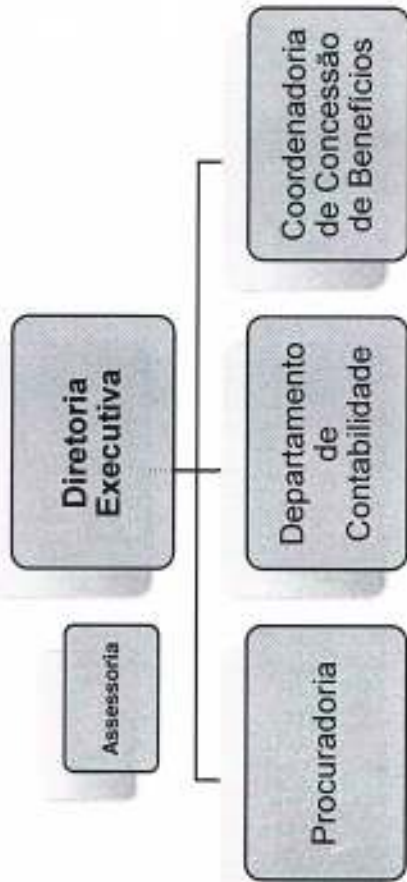 Assessoria
Diretoria
Executiva
Procuradoria
Departamento
de
Contabilidade
Coordenadoria
de Concessão
de Benefícios